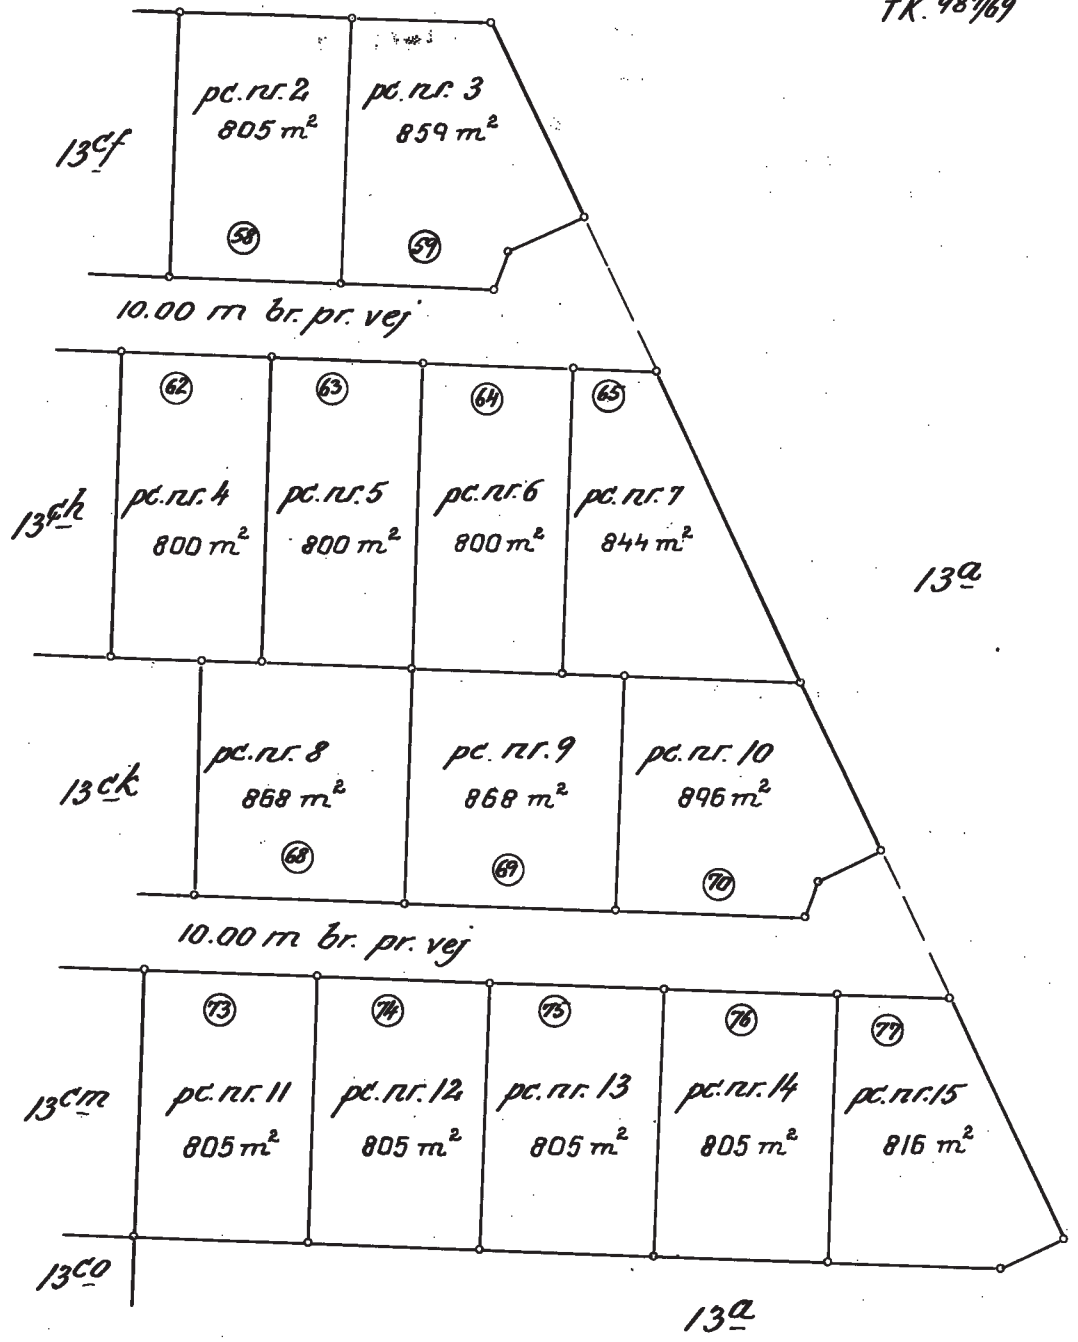 TK. 987/69
pc. nr. 2
805 m²
pc. nr. 3
859 m²
13cf
58
59
10.00 m br. pr. vej
62
63
64
65
13ch
pc. nr. 4
800 m²
pc. nr. 5
800 m²
pc. nr. 6
800 m²
pc. nr. 7
844 m²
13a
13ck
pc. nr. 8
868 m²
pc. nr. 9
868 m²
pc. nr. 10
896 m²
68
69
70
10.00 m br. pr. vej
73
74
75
76
77
13cm
pc. nr. 11
805 m²
pc. nr. 12
805 m²
pc. nr. 13
805 m²
pc. nr. 14
805 m²
pc. nr. 15
816 m²
13co
13a